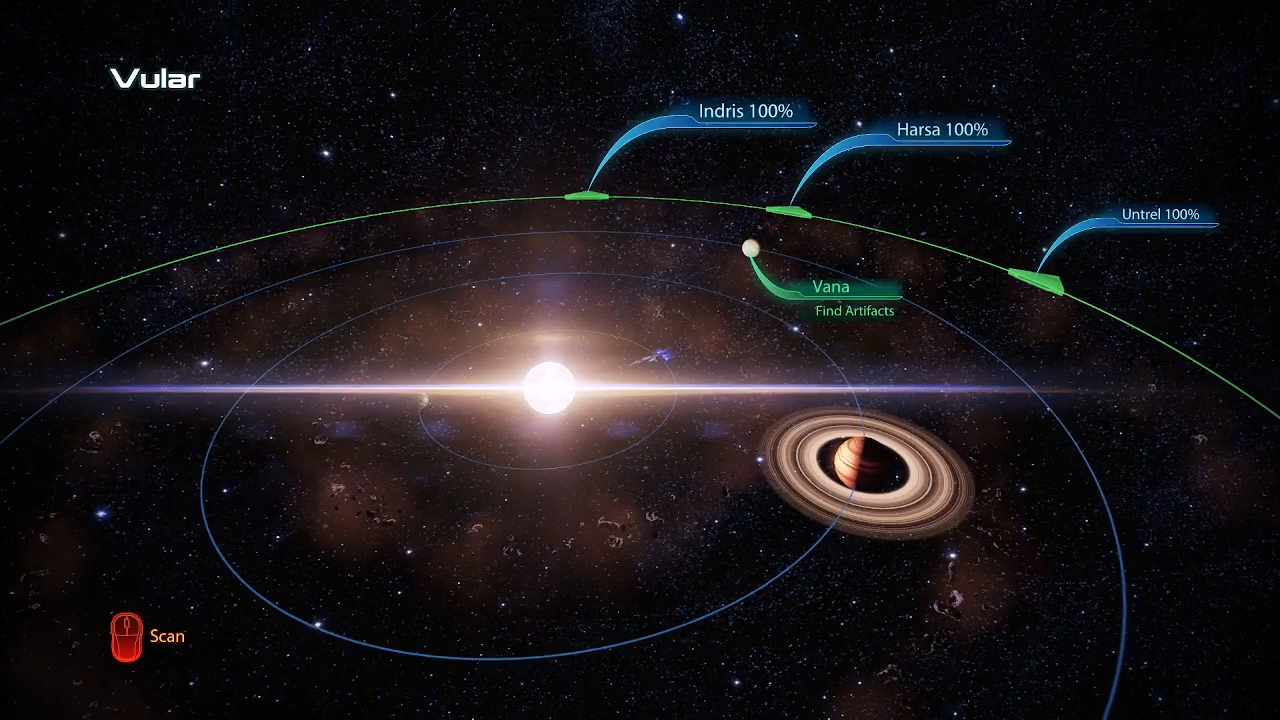 Vular
Indris 100%
Harsa 100%
Untrel 100%
Vana
Find Artifacts
Scan